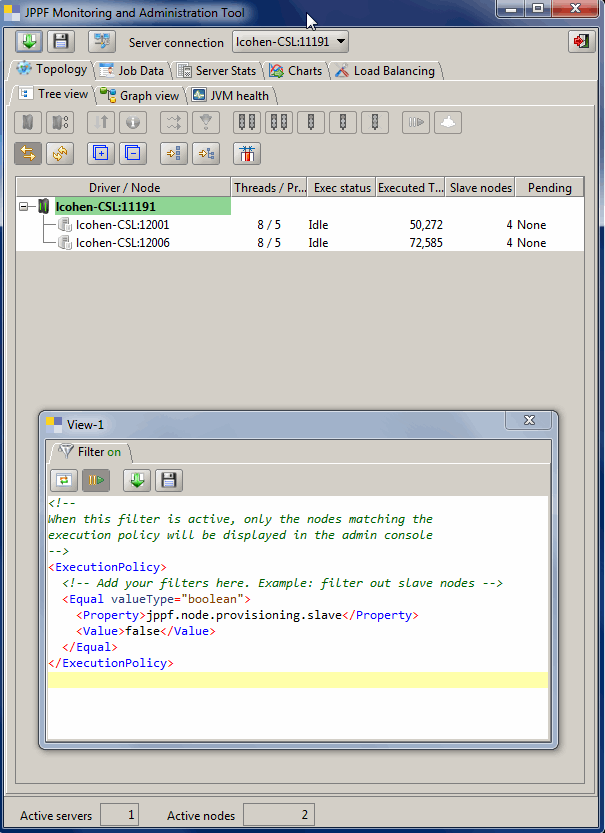 JPPF Monitoring and Administration Tool
Server connection lcohen-CSL:11191
Topology Job Data Server Stats Charts Load Balancing
Tree view Graph view JVM health
Driver / Node Threads / Pr... Exec status Executed T... Slave nodes Pending
lcohen-CSL:11191
lcohen-CSL:12001 8 / 5 Idle 50,272 4 None
lcohen-CSL:12006 8 / 5 Idle 72,585 4 None
View-1
Filter on
<!--
When this filter is active, only the nodes matching the
execution policy will be displayed in the admin console
-->
<ExecutionPolicy>
<!-- Add your filters here. Example: filter out slave nodes -->
<Equal valueType="boolean">
<Property>jppf.node.provisioning.slave</Property>
<Value>false</Value>
</Equal>
</ExecutionPolicy>
Active servers 1 Active nodes 2